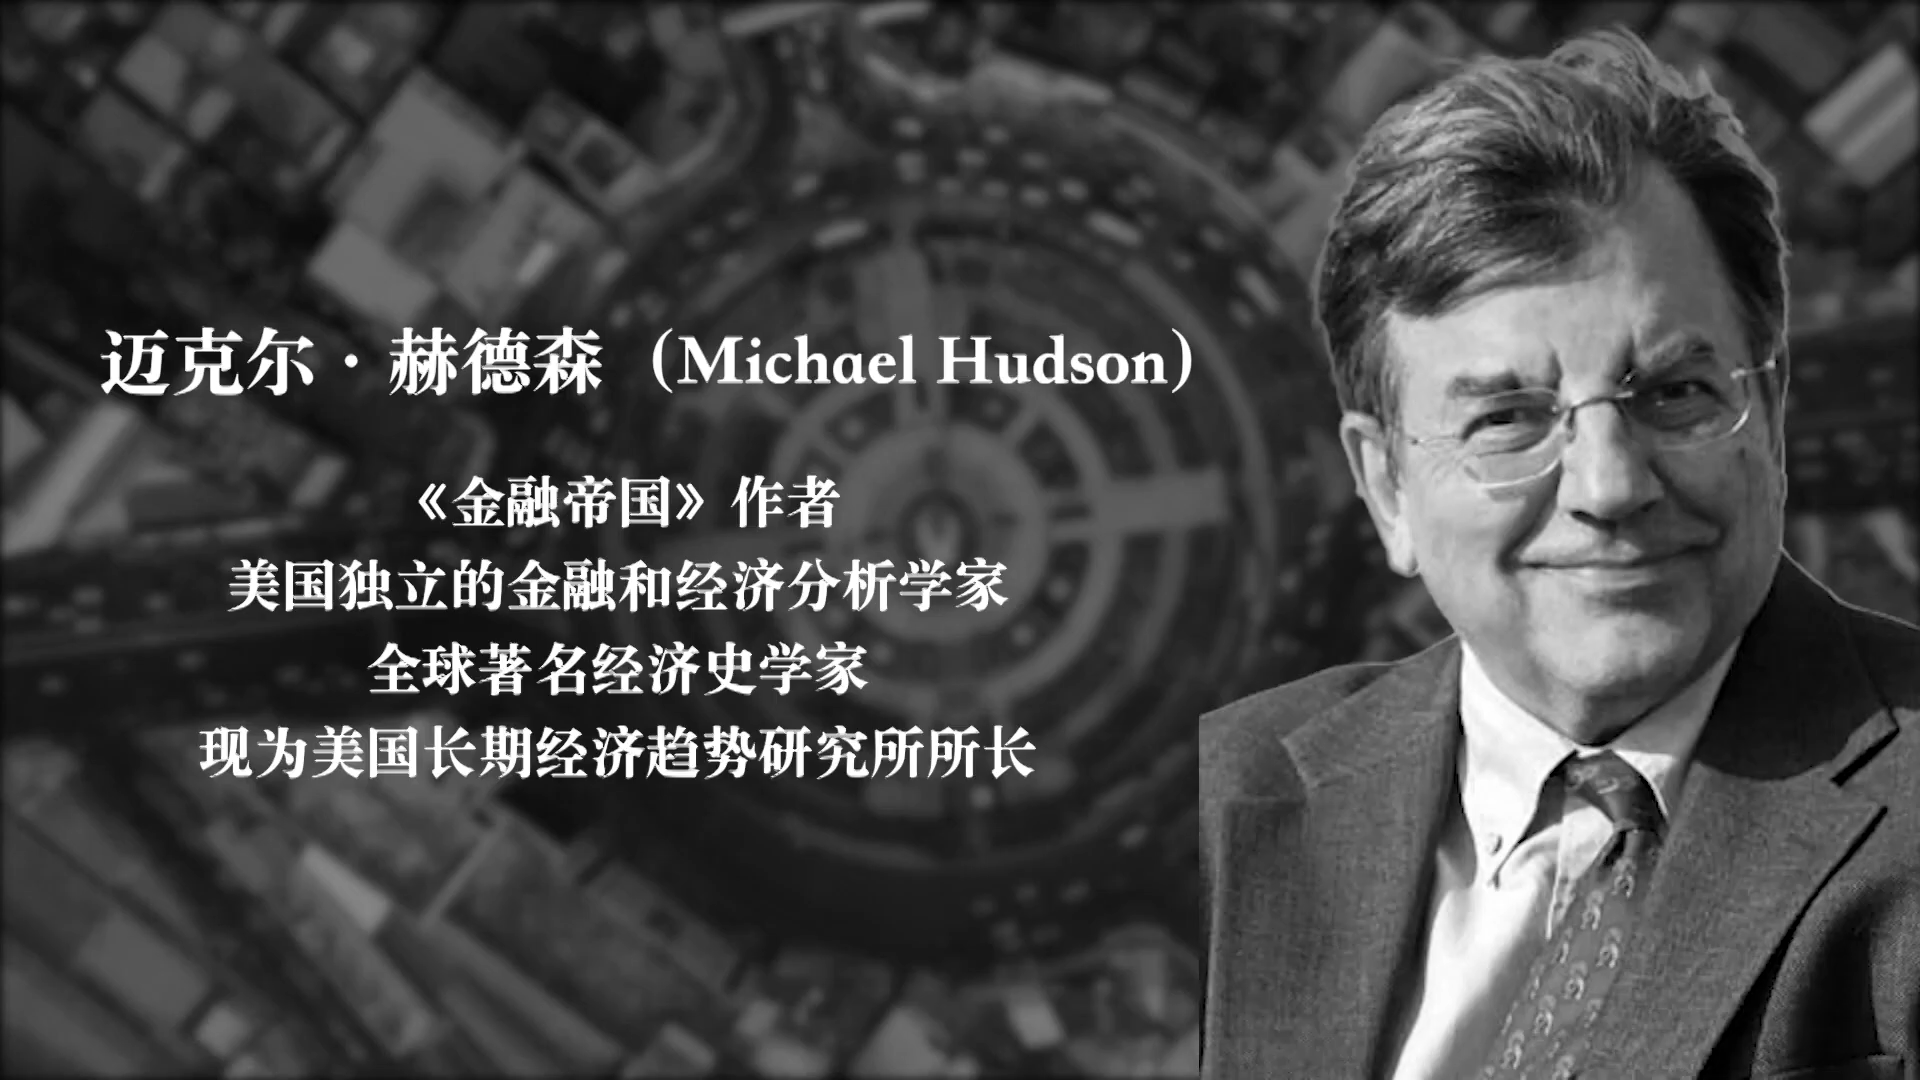 迈克尔·赫德森（Michael Hudson）
《金融帝国》作者
美国独立的金融和经济分析学家
全球著名经济史学家
现为美国长期经济趋势研究所所长